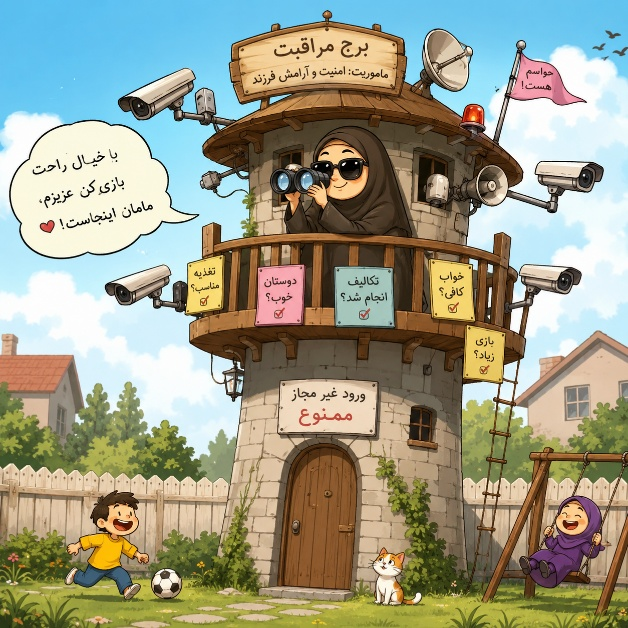 برج مراقبت
ماموریت: امنیت و آرامش فرزند
حواسم
هست!
با خیال راحت
بازی کن عزیزم،
مامان اینجاست!
تغذیه
مناسب؟
دوستان
خوب؟
تکالیف
انجام شد؟
خواب
کافی؟
بازی
زیاد؟
ورود غیر مجاز
ممنوع